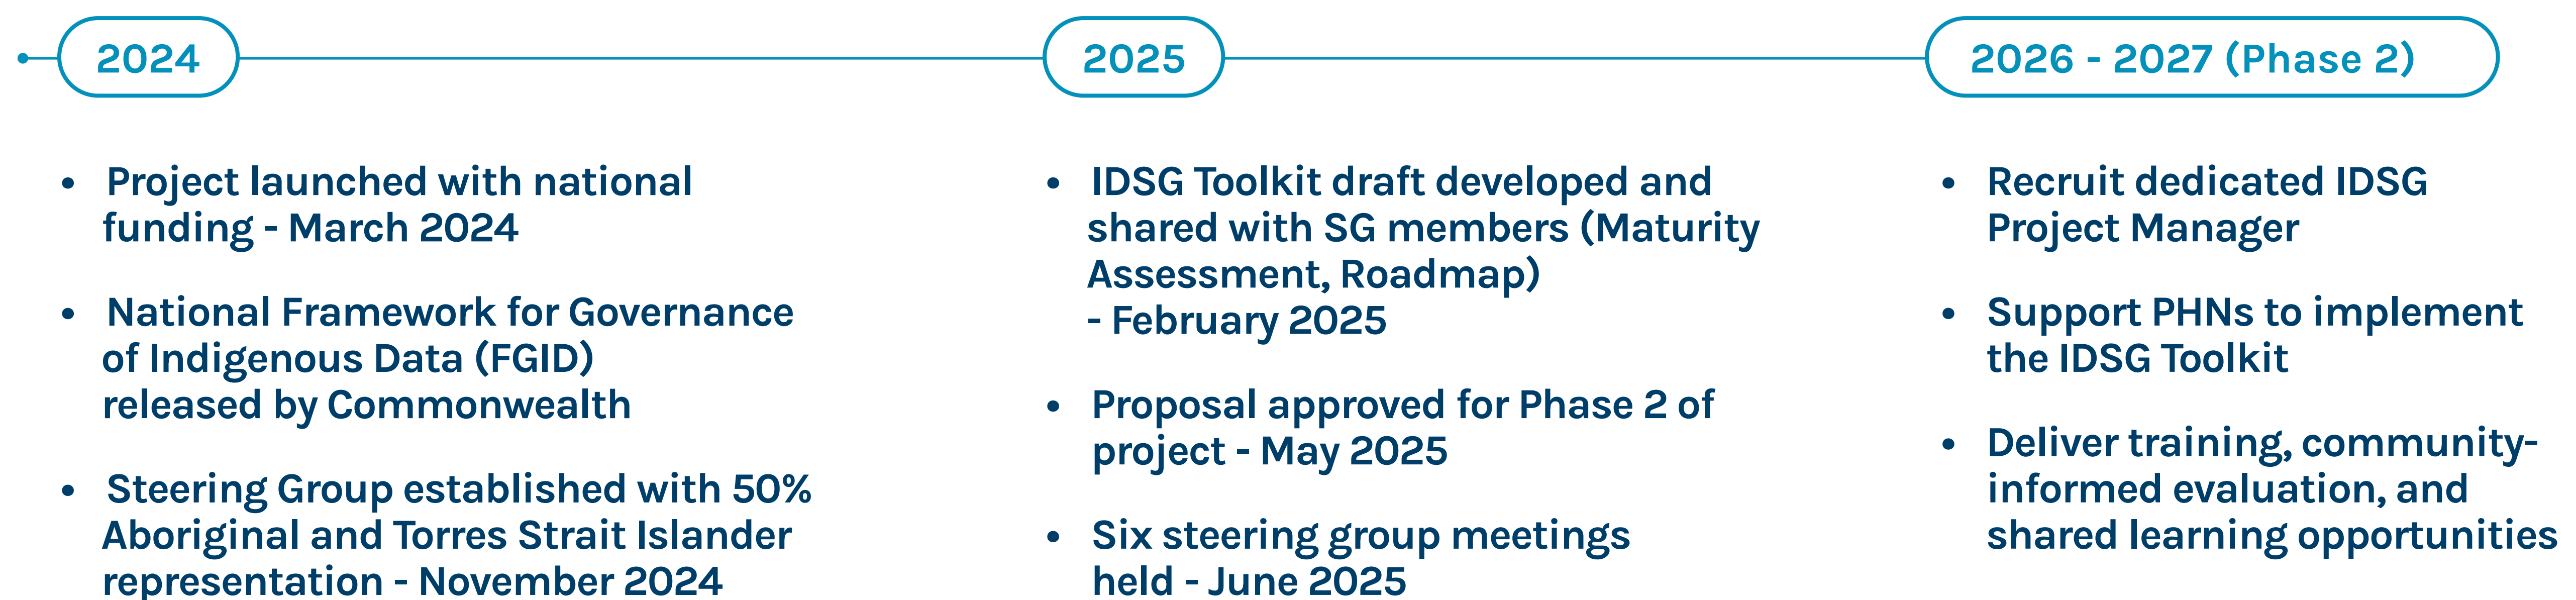 2024
• Project launched with national
funding - March 2024
• National Framework for Governance
of Indigenous Data (FGID)
released by Commonwealth
• Steering Group established with 50%
Aboriginal and Torres Strait Islander
representation - November 2024
2025
• IDSG Toolkit draft developed and
shared with SG members (Maturity
Assessment, Roadmap)
- February 2025
• Proposal approved for Phase 2 of
project - May 2025
• Six steering group meetings
held - June 2025
2026 - 2027 (Phase 2)
• Recruit dedicated IDSG
Project Manager
• Support PHNs to implement
the IDSG Toolkit
• Deliver training, community-
informed evaluation, and
shared learning opportunities